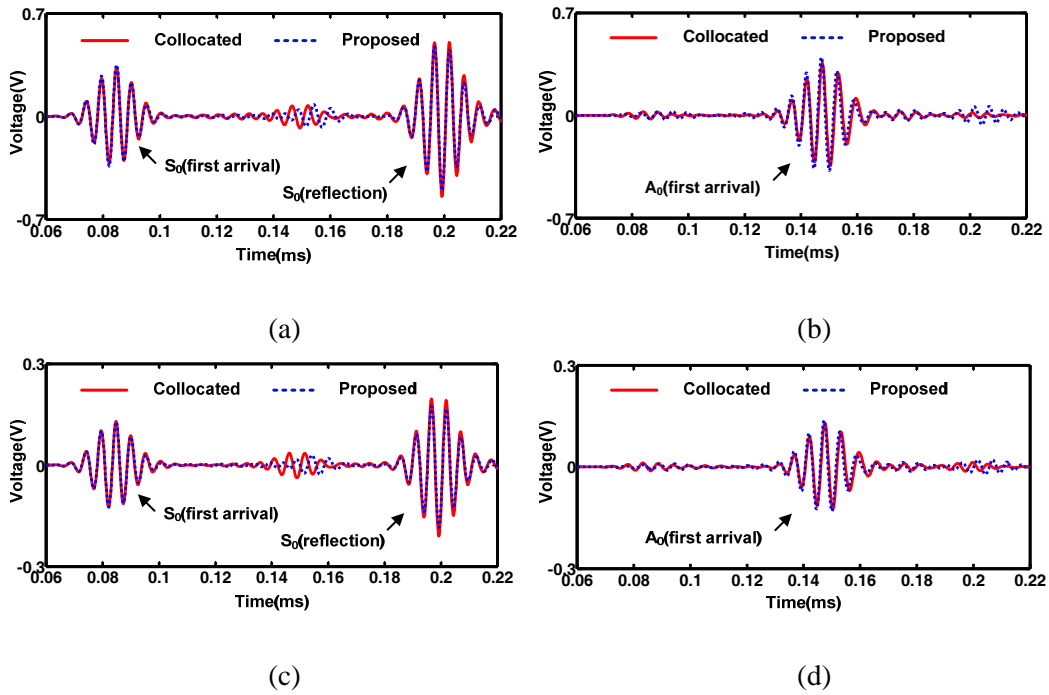 0.7
Collocated Proposed
Voltage(V)
0
S₀(first arrival)
S₀(reflection)
-0.7
0.06 0.08 0.1 0.12 0.14 0.16 0.18 0.2 0.22
Time(ms)
(a)
0.7
Collocated Proposed
Voltage(V)
0
A₀(first arrival)
-0.7
0.06 0.08 0.1 0.12 0.14 0.16 0.18 0.2 0.22
Time(ms)
(b)
0.3
Collocated Proposed
Voltage(V)
0
S₀(first arrival)
S₀(reflection)
-0.3
0.06 0.08 0.1 0.12 0.14 0.16 0.18 0.2 0.22
Time(ms)
(c)
0.3
Collocated Proposed
Voltage(V)
0
A₀(first arrival)
-0.3
0.06 0.08 0.1 0.12 0.14 0.16 0.18 0.2 0.22
Time(ms)
(d)